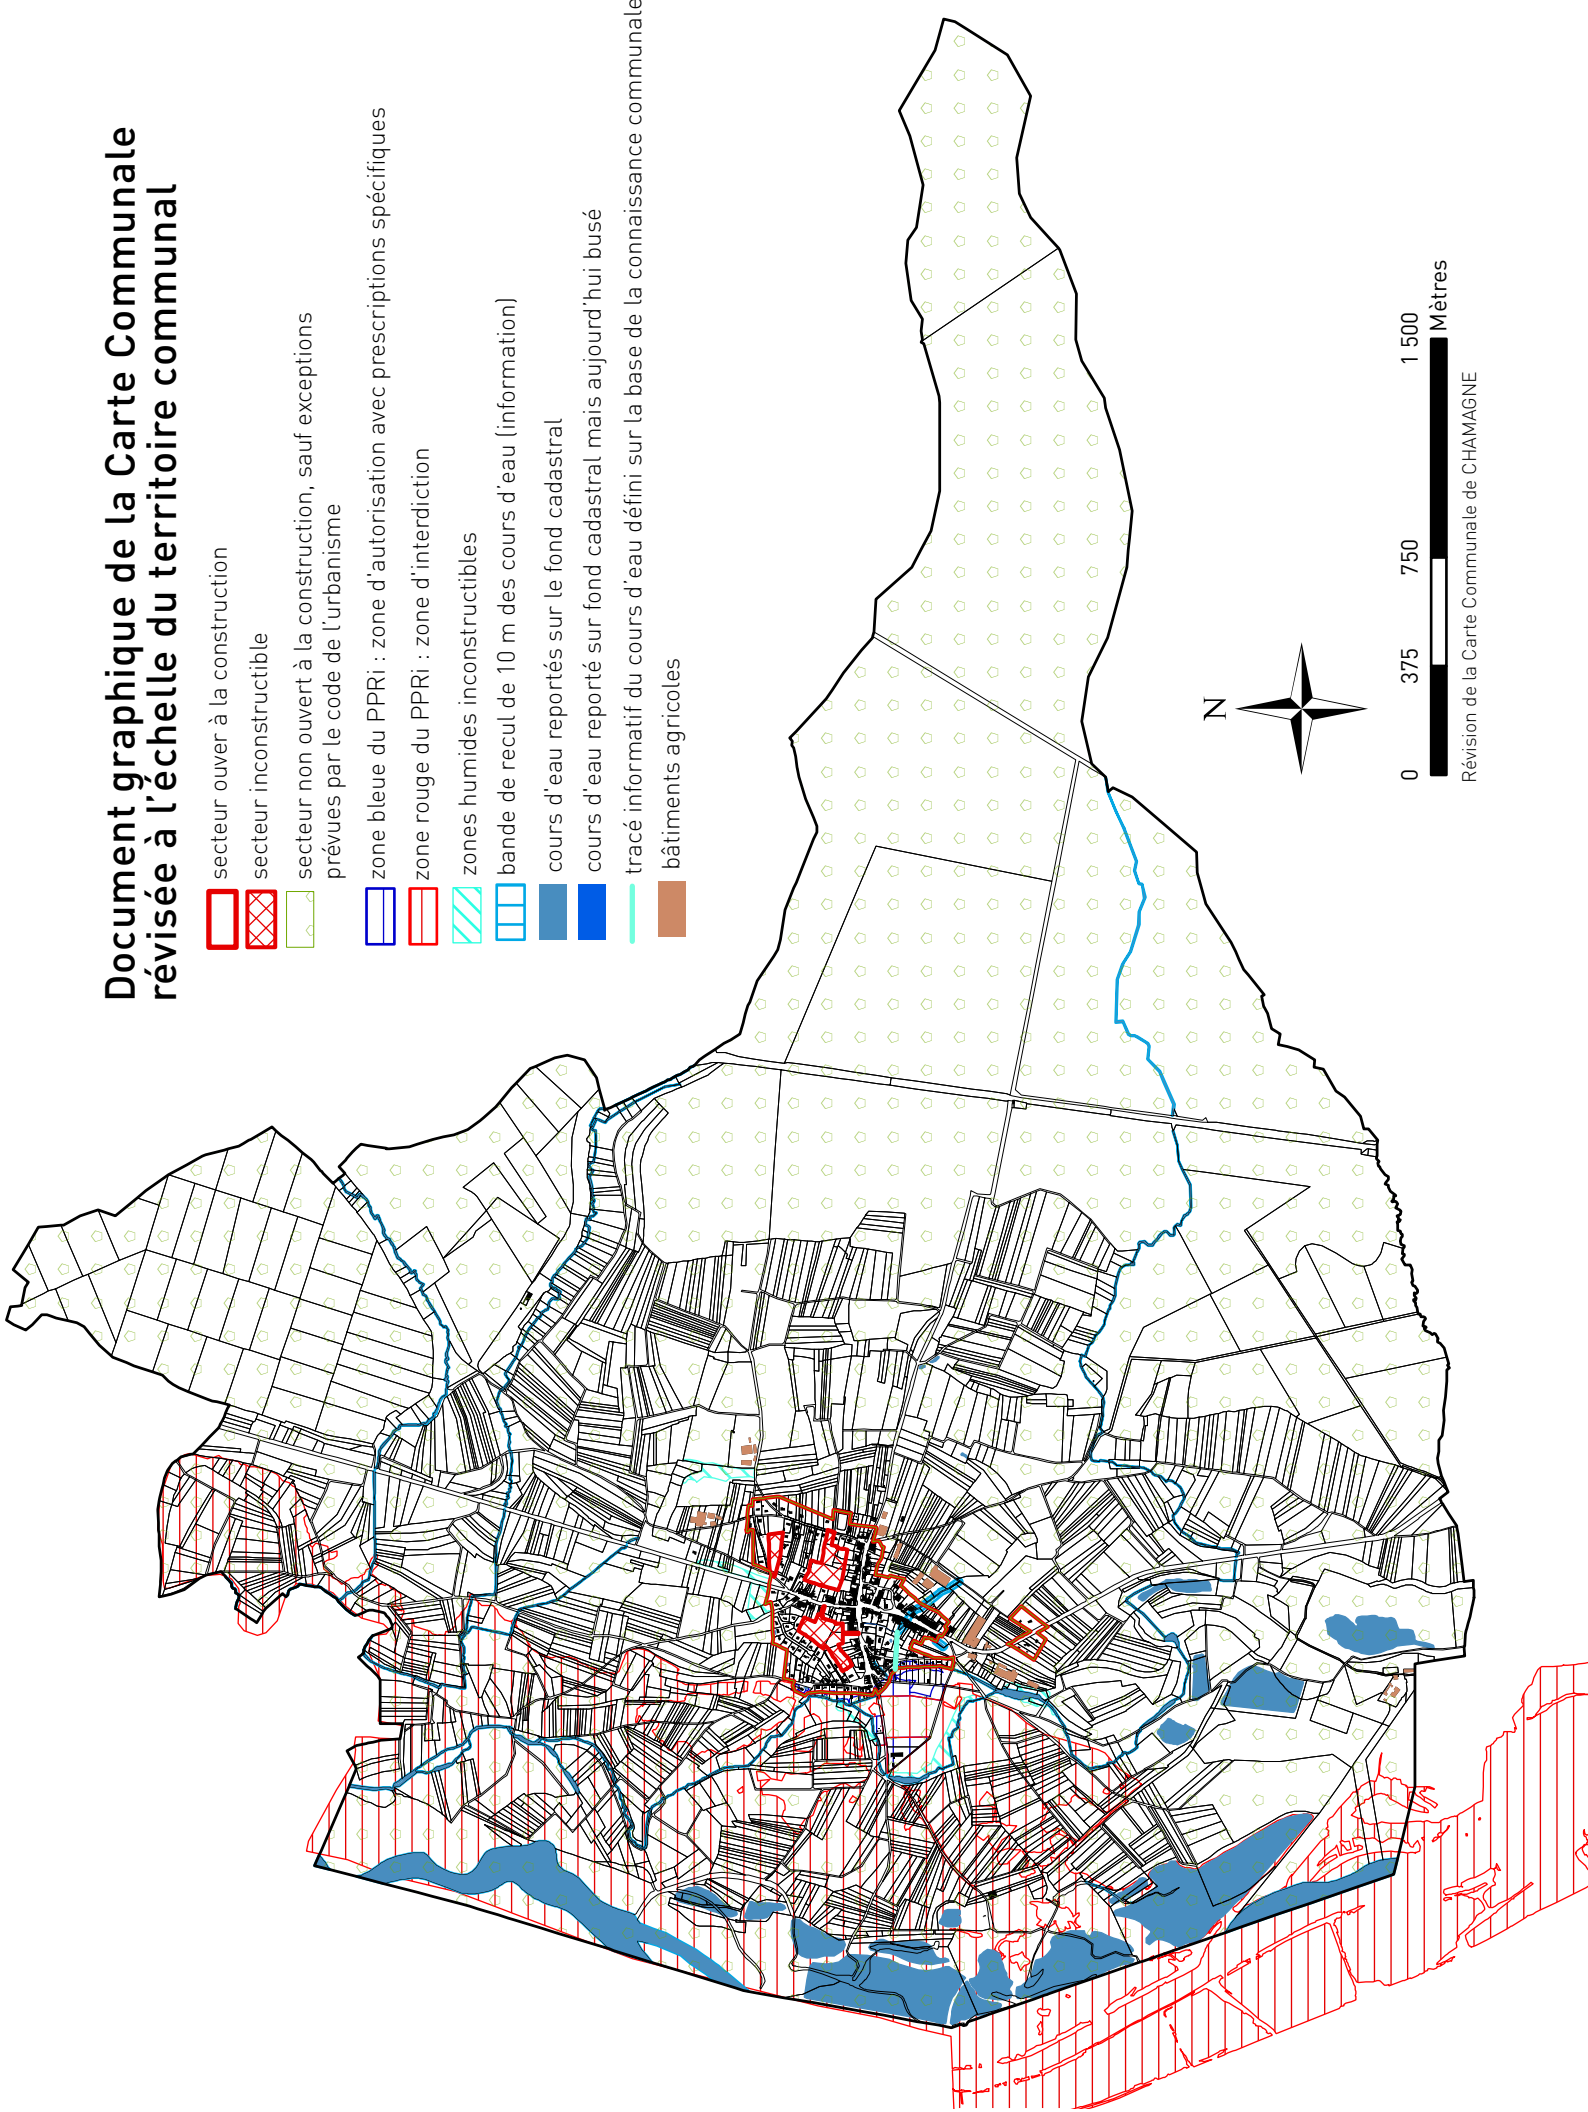 Document graphique de la Carte Communale
révisée à l'échelle du territoire communal
secteur ouver à la construction
secteur inconstructible
secteur non ouvert à la construction, sauf exceptions
prévues par le code de l'urbanisme
zone bleue du PPRi : zone d'autorisation avec prescriptions spécifiques
zone rouge du PPRi : zone d'interdiction
zones humides inconstructibles
bande de recul de 10 m des cours d'eau (information)
cours d'eau reportés sur le fond cadastral
cours d'eau reporté sur fond cadastral mais aujourd'hui busé
tracé informatif du cours d'eau défini sur la base de la connaissance communale
bâtiments agricoles
N
0 375 750 1 500
Mètres
Révision de la Carte Communale de CHAMAGNE